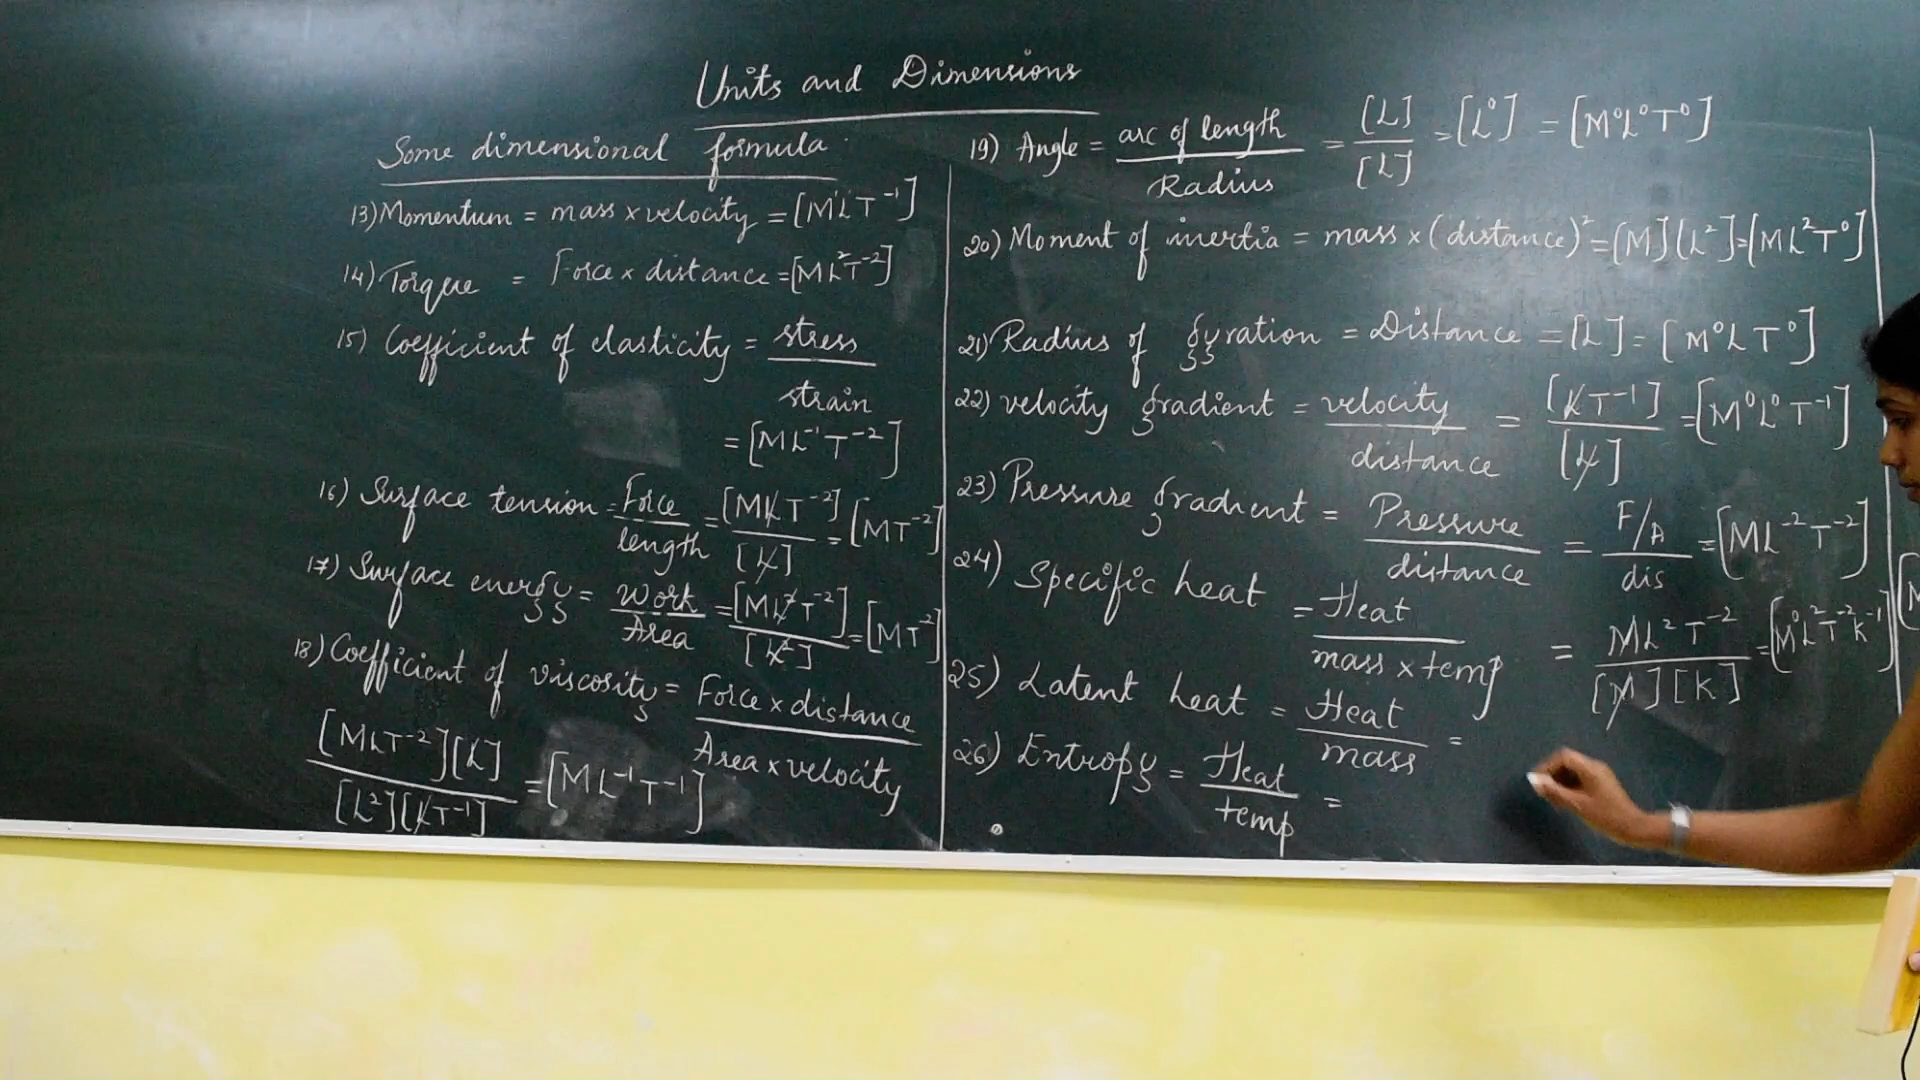 Units and Dimensions
Some dimensional formula
13) Momentum = mass x velocity = [M¹L¹T⁻¹]
14) Torque = Force x distance = [ML²T⁻²]
15) Coefficient of elasticity = stress / strain
= [ML⁻¹T⁻²]
16) Surface tension = Force / length = [MLT⁻²] / [L] = [MT⁻²]
17) Surface energy = Work / Area = [ML²T⁻²] / [L²] = [MT⁻²]
18) Coefficient of viscosity = Force x distance / Area x velocity
[MLT⁻²][L] / [L²][LT⁻¹] = [ML⁻¹T⁻¹]
19) Angle = arc of length / Radius = [L] / [L] = [L⁰] = [M⁰L⁰T⁰]
20) Moment of inertia = mass x (distance)² = [M][L²] = [ML²T⁰]
21) Radius of gyration = Distance = [L] = [M⁰LT⁰]
22) velocity gradient = velocity / distance = [LT⁻¹] / [L] = [M⁰L⁰T⁻¹]
23) Pressure gradient = Pressure / distance = F/A / dis = [ML⁻²T⁻²]
24) Specific heat = Heat / mass x temp = ML²T⁻² / [M][K] = [M⁰L²T⁻²K⁻¹]
25) Latent heat = Heat / mass =
26) Entropy = Heat / temp =